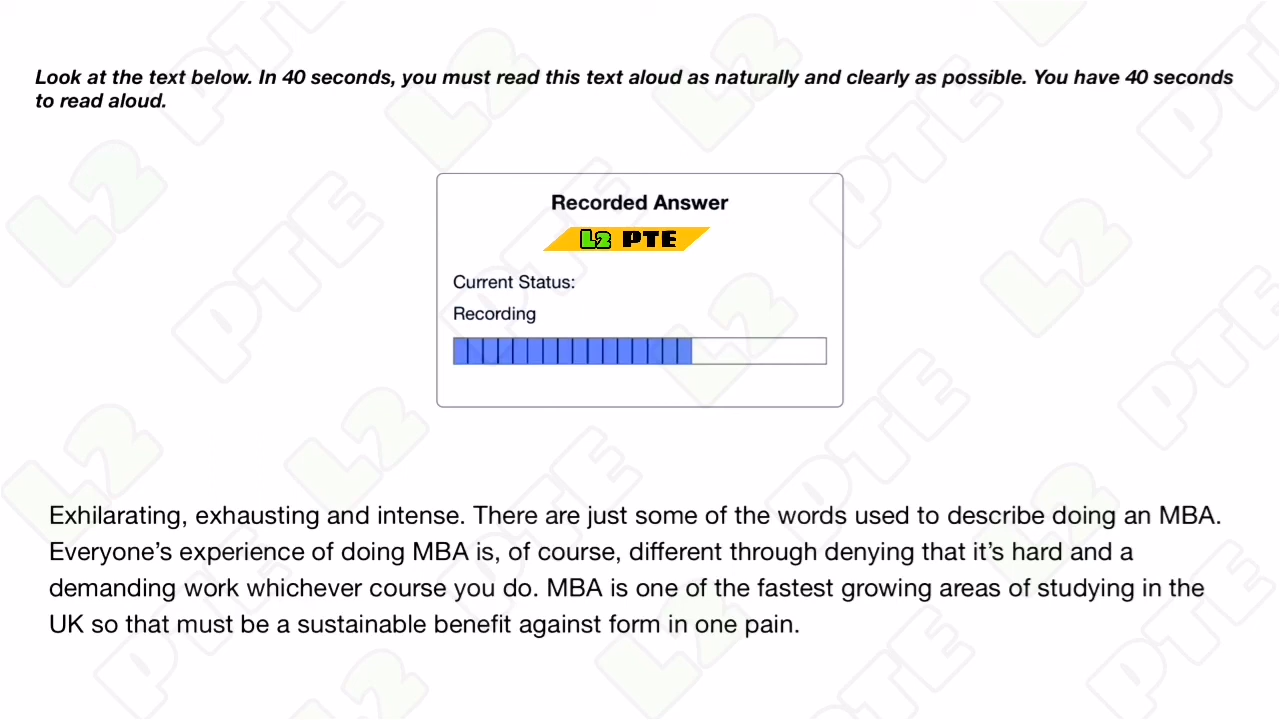 Look at the text below. In 40 seconds, you must read this text aloud as naturally and clearly as possible. You have 40 seconds
to read aloud.
Recorded Answer
L2 PTE
Current Status:
Recording
Exhilarating, exhausting and intense. There are just some of the words used to describe doing an MBA.
Everyone's experience of doing MBA is, of course, different through denying that it's hard and a
demanding work whichever course you do. MBA is one of the fastest growing areas of studying in the
UK so that must be a sustainable benefit against form in one pain.